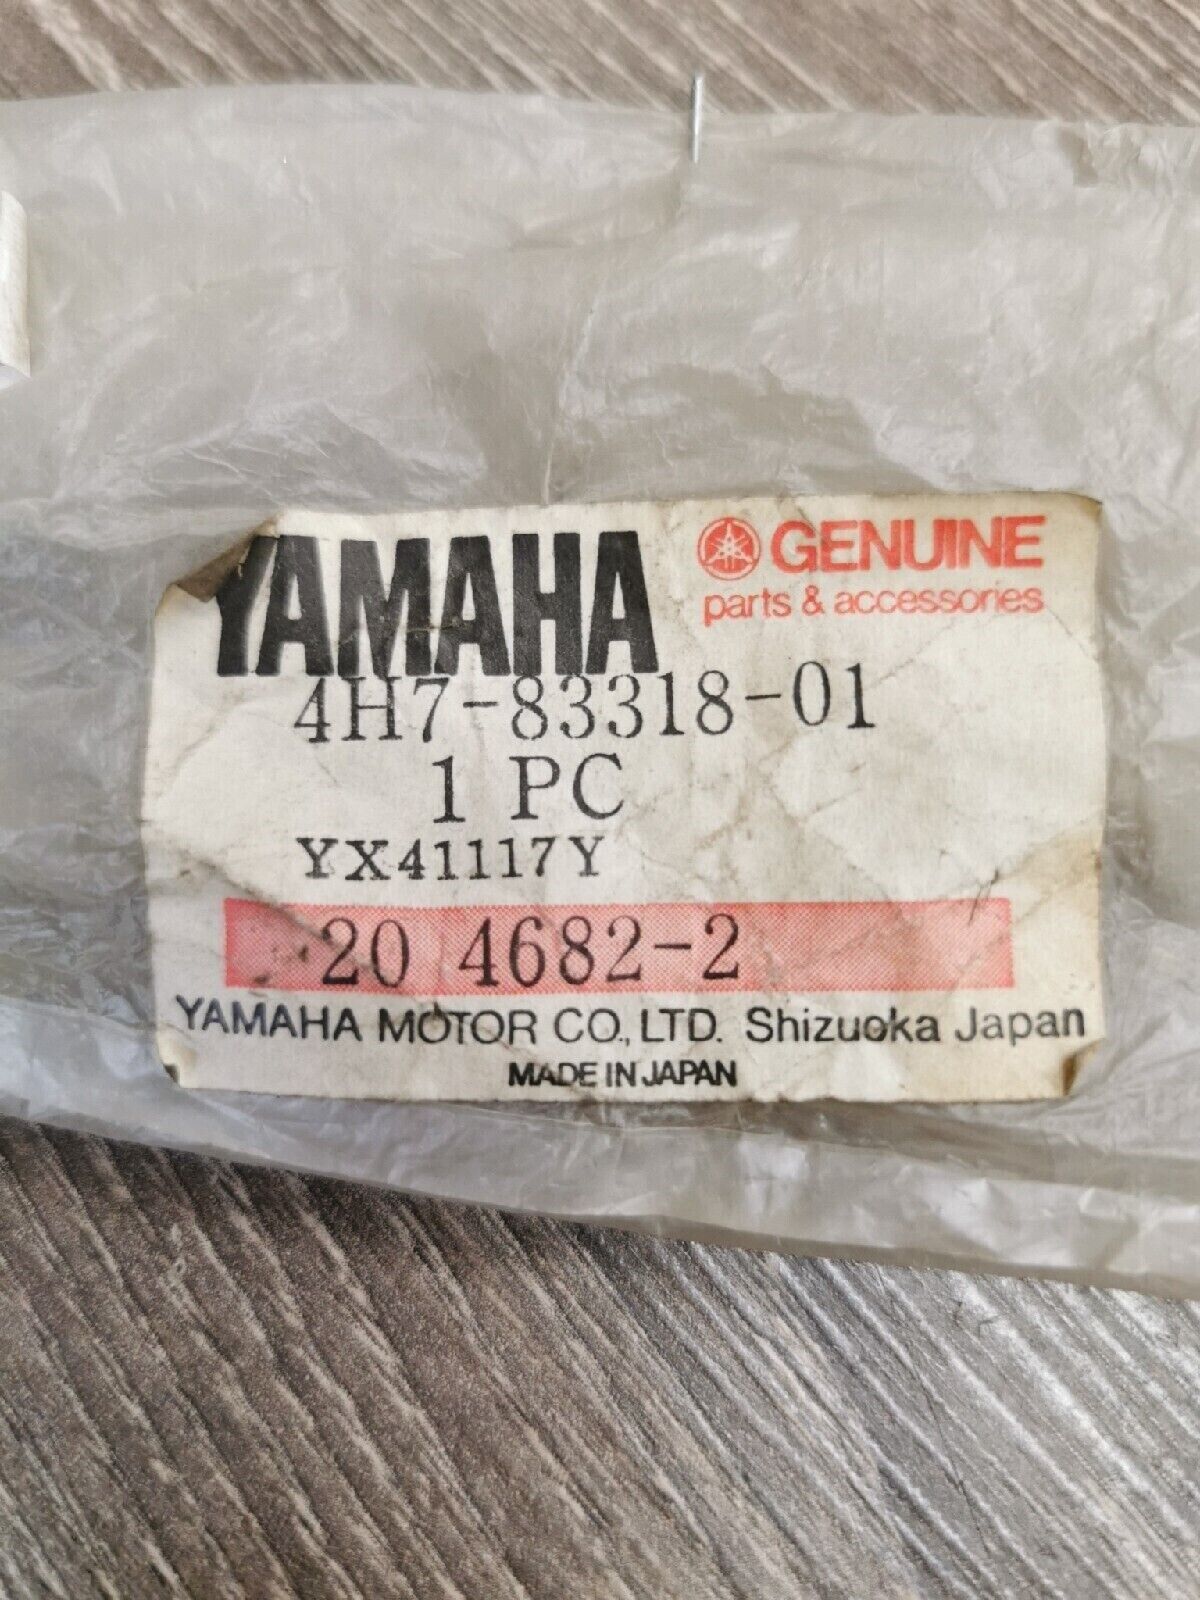 YAMAHA GENUINE
parts & accessories
4H7-83318-01
1 PC
YX41117Y
20 4682-2
YAMAHA MOTOR CO., LTD. Shizuoka Japan
MADE IN JAPAN